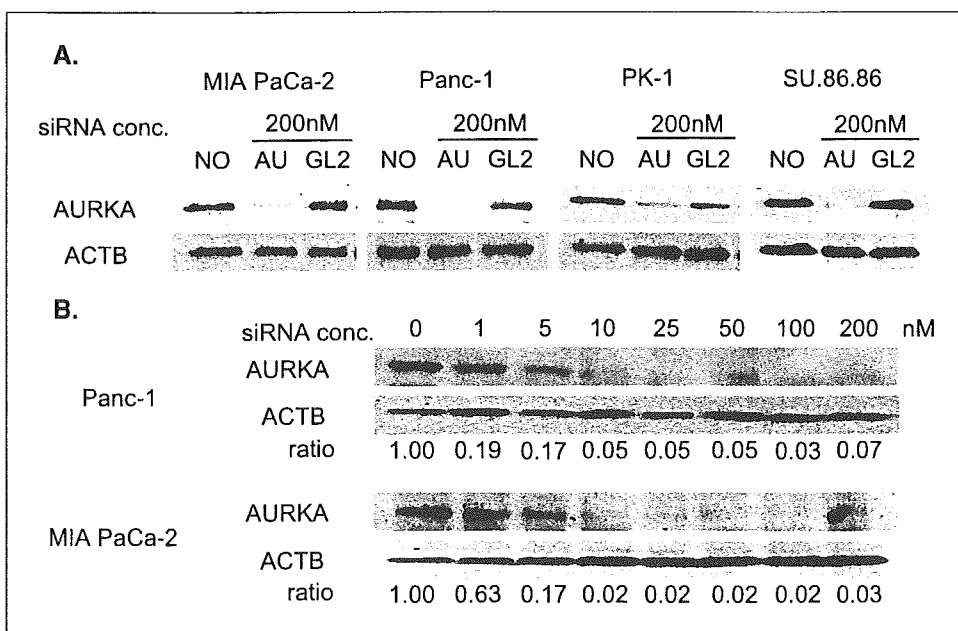 A.
MIA PaCa-2 Panc-1 PK-1 SU.86.86
siRNA conc. 200nM 200nM 200nM 200nM
NO AU GL2 NO AU GL2 NO AU GL2 NO AU GL2
AURKA
ACTB
B.
siRNA conc. 0 1 5 10 25 50 100 200 nM
AURKA
Panc-1
ACTB
ratio 1.00 0.19 0.17 0.05 0.05 0.05 0.03 0.07
AURKA
MIA PaCa-2
ACTB
ratio 1.00 0.63 0.17 0.02 0.02 0.02 0.02 0.03